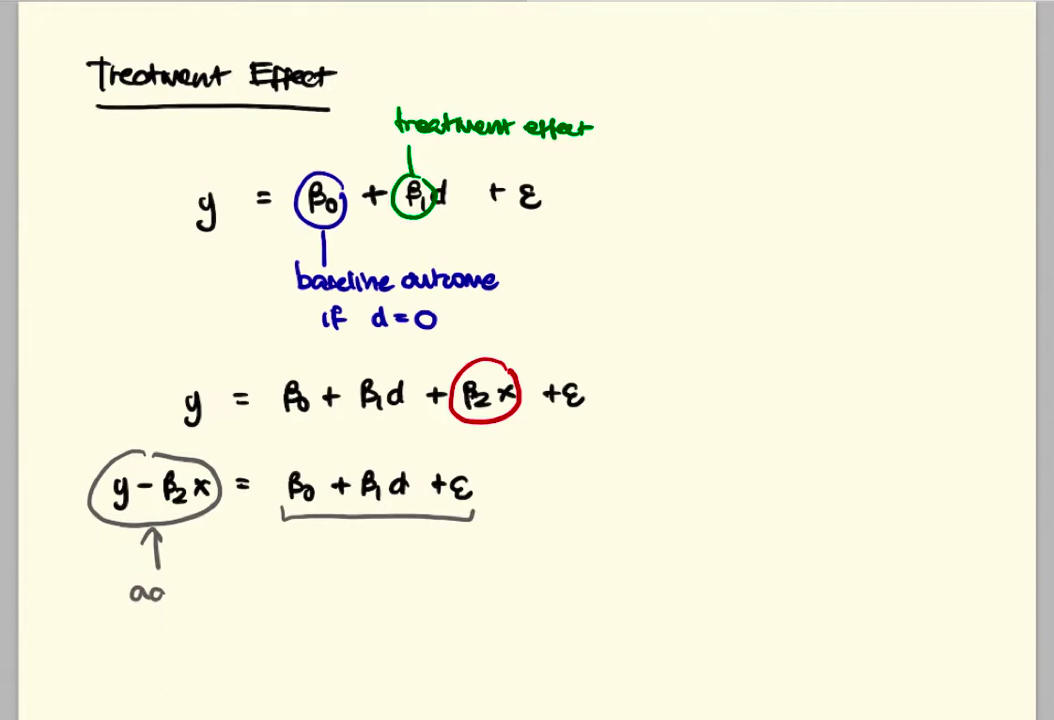 Treatment Effect
treatment effect
y = β₀ + β₁d + ε
baseline outcome
if d = 0
y = β₀ + β₁d + β₂x + ε
y - β₂x = β₀ + β₁d + ε